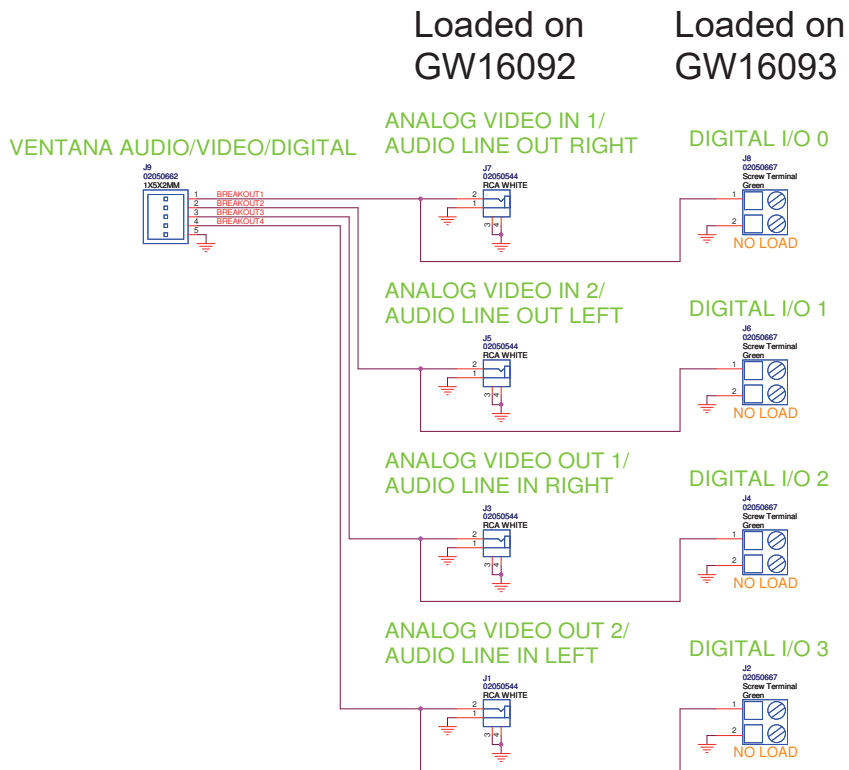 Loaded on
GW16092
Loaded on
GW16093
VENTANA AUDIO/VIDEO/DIGITAL
J9
02050662
1X5X2MM
1
BREAKOUT1
2
BREAKOUT2
3
BREAKOUT3
4
BREAKOUT4
5
ANALOG VIDEO IN 1/
AUDIO LINE OUT RIGHT
J7
02050544
RCA WHITE
2
1
3
4
DIGITAL I/O 0
J8
02050667
Screw Terminal
Green
1
2
NO LOAD
ANALOG VIDEO IN 2/
AUDIO LINE OUT LEFT
J5
02050544
RCA WHITE
2
1
3
4
DIGITAL I/O 1
J6
02050667
Screw Terminal
Green
1
2
NO LOAD
ANALOG VIDEO OUT 1/
AUDIO LINE IN RIGHT
J3
02050544
RCA WHITE
2
1
3
4
DIGITAL I/O 2
J4
02050667
Screw Terminal
Green
1
2
NO LOAD
ANALOG VIDEO OUT 2/
AUDIO LINE IN LEFT
J1
02050544
RCA WHITE
2
1
3
4
DIGITAL I/O 3
J2
02050667
Screw Terminal
Green
1
2
NO LOAD